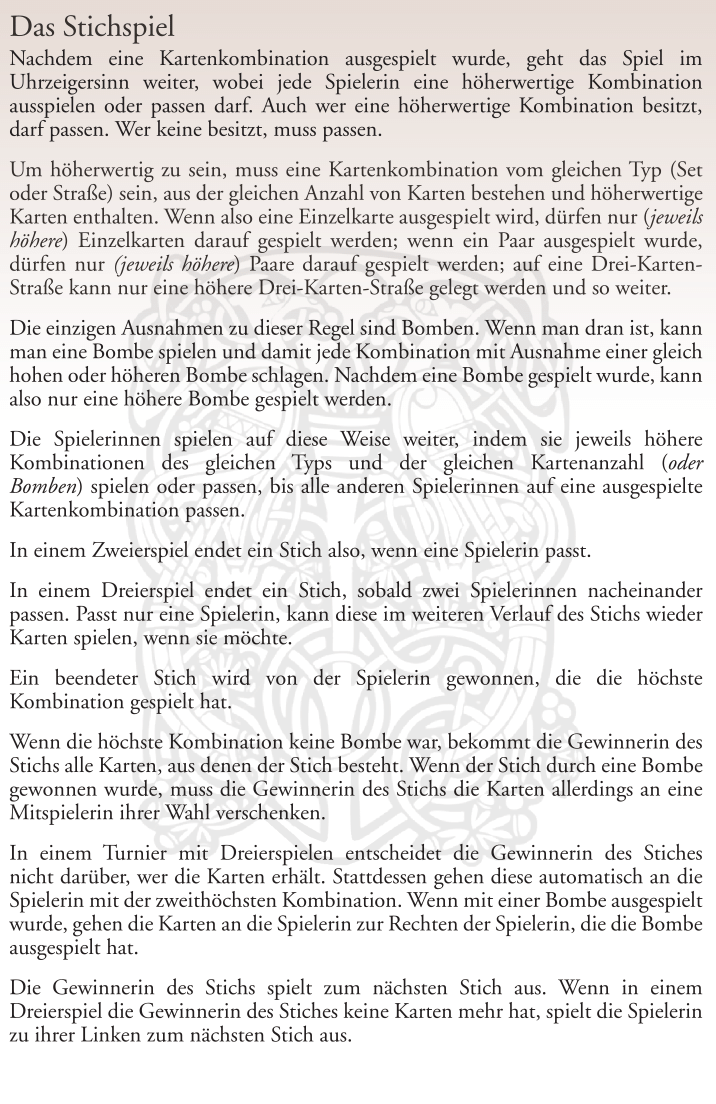 Das Stichspiel
Nachdem eine Kartenkombination ausgespielt wurde, geht das Spiel im
Uhrzeigersinn weiter, wobei jede Spielerin eine höherwertige Kombination
ausspielen oder passen darf. Auch wer eine höherwertige Kombination besitzt,
darf passen. Wer keine besitzt, muss passen.
Um höherwertig zu sein, muss eine Kartenkombination vom gleichen Typ (Set
oder Straße) sein, aus der gleichen Anzahl von Karten bestehen und höherwertige
Karten enthalten. Wenn also eine Einzelkarte ausgespielt wird, dürfen nur (jeweils
höhere) Einzelkarten darauf gespielt werden; wenn ein Paar ausgespielt wurde,
dürfen nur (jeweils höhere) Paare darauf gespielt werden; auf eine Drei-Karten-
Straße kann nur eine höhere Drei-Karten-Straße gelegt werden und so weiter.
Die einzigen Ausnahmen zu dieser Regel sind Bomben. Wenn man dran ist, kann
man eine Bombe spielen und damit jede Kombination mit Ausnahme einer gleich
hohen oder höheren Bombe schlagen. Nachdem eine Bombe gespielt wurde, kann
also nur eine höhere Bombe gespielt werden.
Die Spielerinnen spielen auf diese Weise weiter, indem sie jeweils höhere
Kombinationen des gleichen Typs und der gleichen Kartenanzahl (oder
Bomben) spielen oder passen, bis alle anderen Spielerinnen auf eine ausgespielte
Kartenkombination passen.
In einem Zweierspiel endet ein Stich also, wenn eine Spielerin passt.
In einem Dreierspiel endet ein Stich, sobald zwei Spielerinnen nacheinander
passen. Passt nur eine Spielerin, kann diese im weiteren Verlauf des Stichs wieder
Karten spielen, wenn sie möchte.
Ein beendeter Stich wird von der Spielerin gewonnen, die die höchste
Kombination gespielt hat.
Wenn die höchste Kombination keine Bombe war, bekommt die Gewinnerin des
Stichs alle Karten, aus denen der Stich besteht. Wenn der Stich durch eine Bombe
gewonnen wurde, muss die Gewinnerin des Stichs die Karten allerdings an eine
Mitspielerin ihrer Wahl verschenken.
In einem Turnier mit Dreierspielen entscheidet die Gewinnerin des Stiches
nicht darüber, wer die Karten erhält. Stattdessen gehen diese automatisch an die
Spielerin mit der zweithöchsten Kombination. Wenn mit einer Bombe ausgespielt
wurde, gehen die Karten an die Spielerin zur Rechten der Spielerin, die die Bombe
ausgespielt hat.
Die Gewinnerin des Stichs spielt zum nächsten Stich aus. Wenn in einem
Dreierspiel die Gewinnerin des Stiches keine Karten mehr hat, spielt die Spielerin
zu ihrer Linken zum nächsten Stich aus.